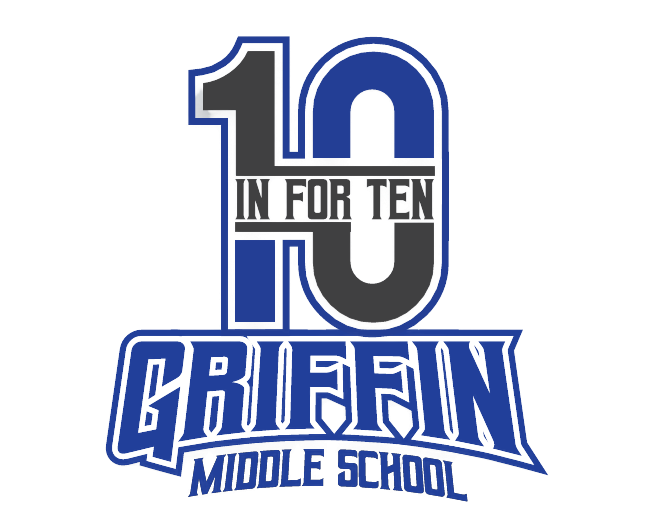 10
IN FOR TEN
GRIFFIN
MIDDLE SCHOOL